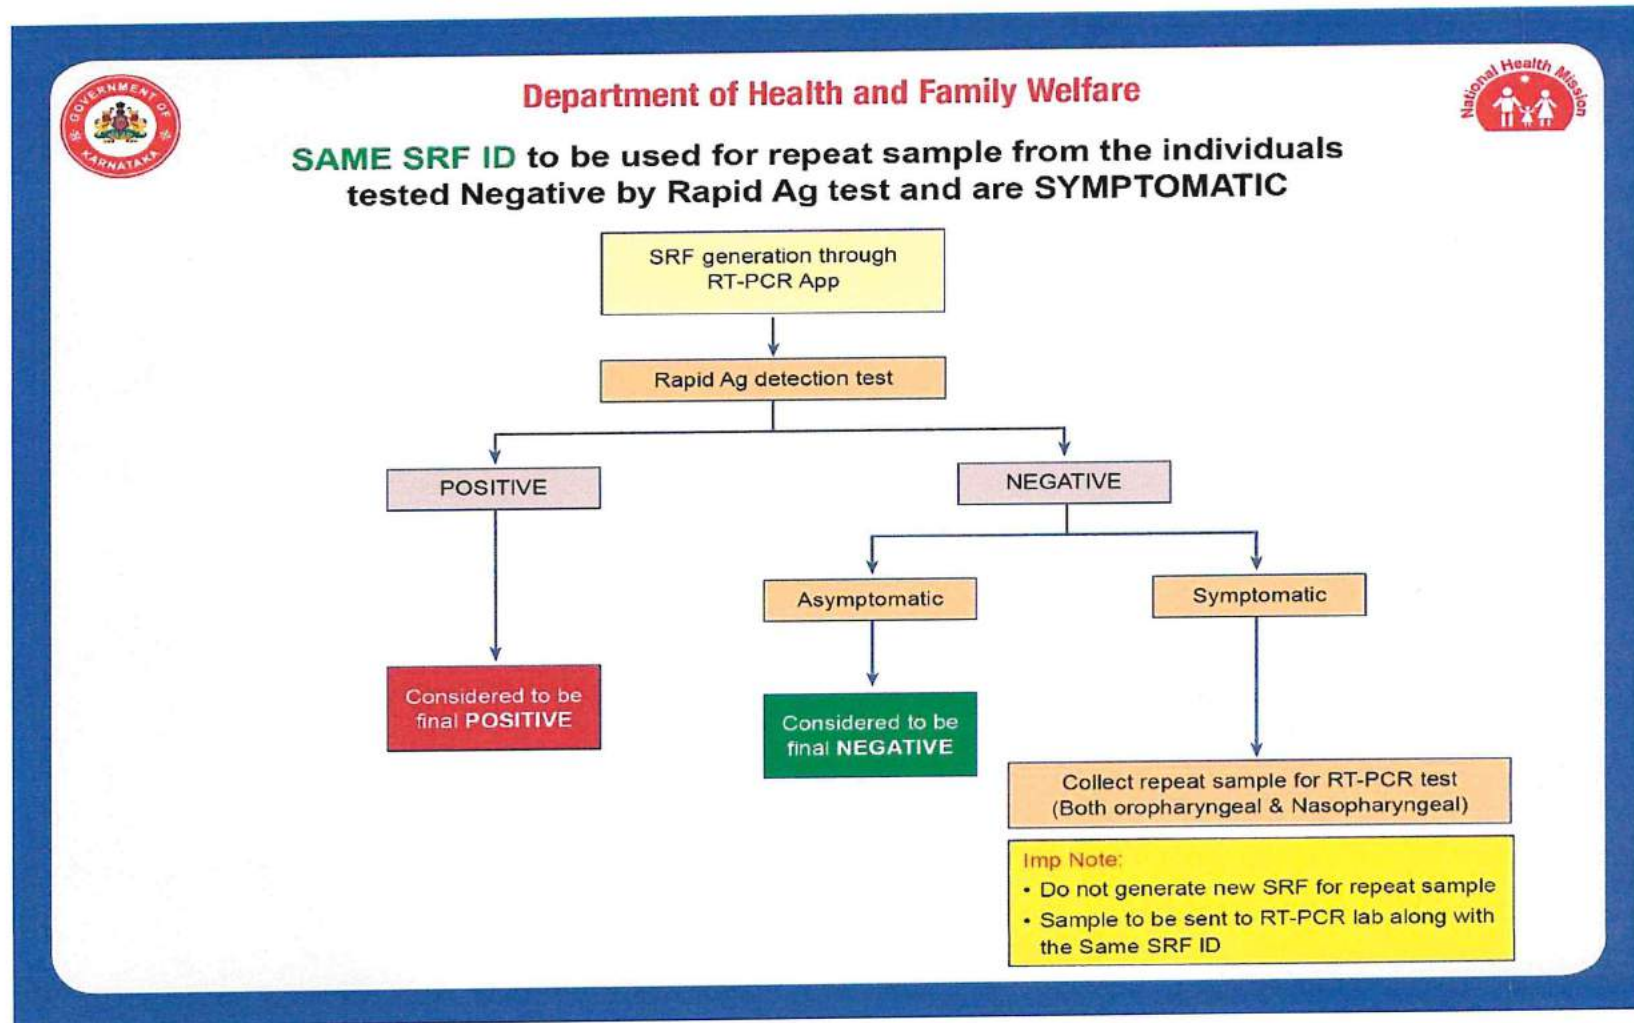 GOVERNMENT OF
KARNATAKA
Department of Health and Family Welfare
National Health Mission
SAME SRF ID to be used for repeat sample from the individuals
tested Negative by Rapid Ag test and are SYMPTOMATIC
SRF generation through
RT-PCR App
Rapid Ag detection test
POSITIVE
NEGATIVE
Asymptomatic
Symptomatic
Considered to be
final POSITIVE
Considered to be
final NEGATIVE
Collect repeat sample for RT-PCR test
(Both oropharyngeal & Nasopharyngeal)
Imp Note:
• Do not generate new SRF for repeat sample
• Sample to be sent to RT-PCR lab along with
the Same SRF ID